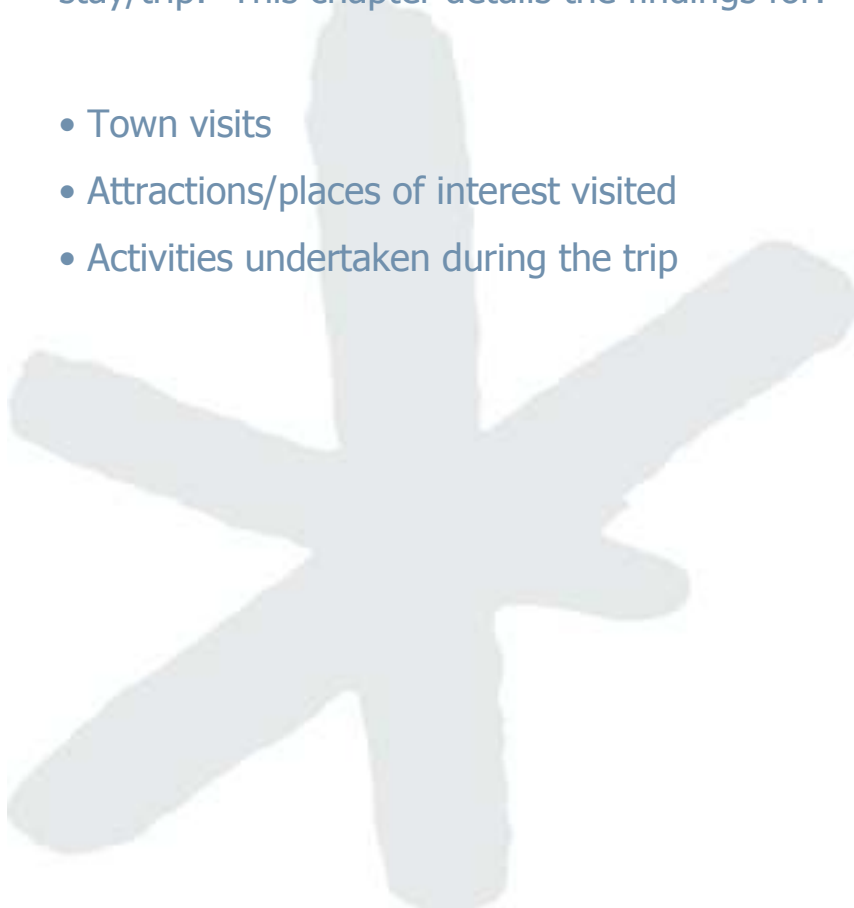 stay/trip. This chapter details the findings for:
• Town visits
• Attractions/places of interest visited
• Activities undertaken during the trip